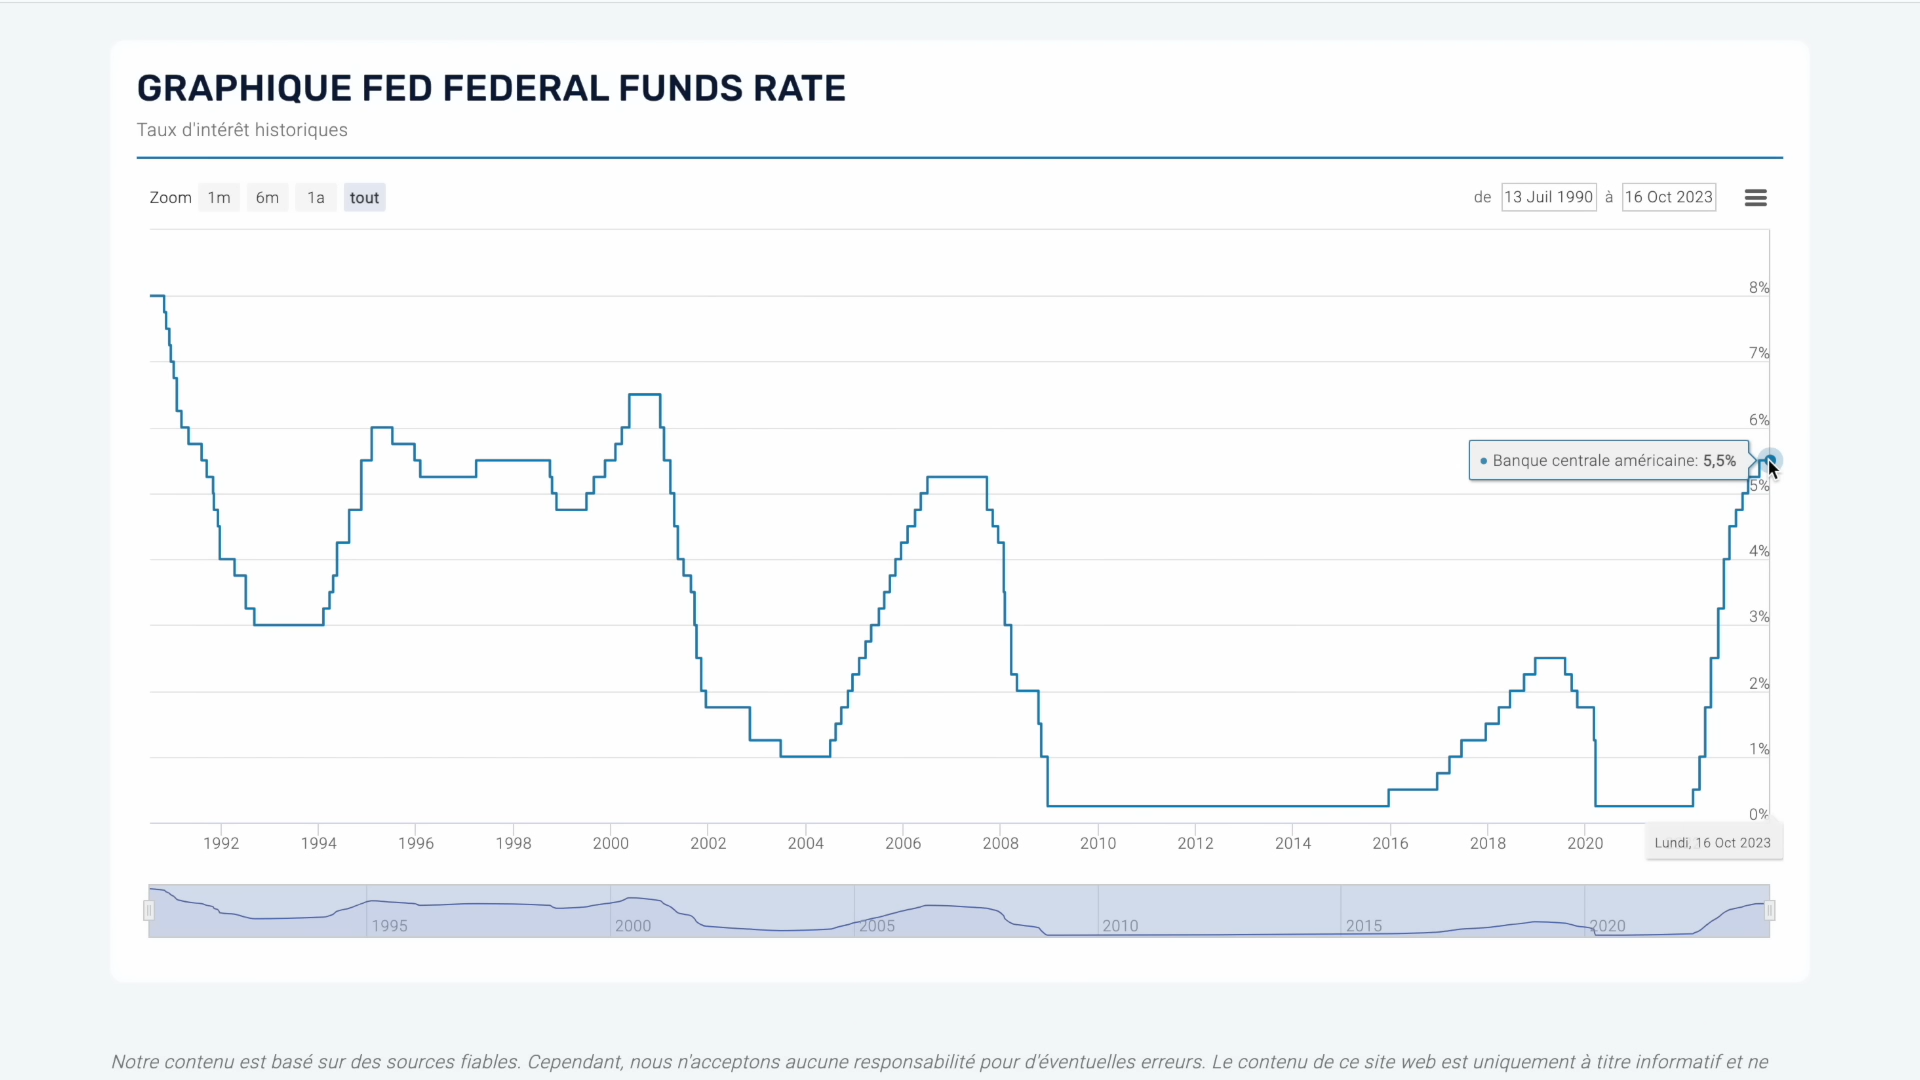 GRAPHIQUE FED FEDERAL FUNDS RATE
Taux d'intérêt historiques
Zoom 1m 6m 1a tout
de 13 Juil 1990 à 16 Oct 2023
8%
7%
6%
Banque centrale américaine: 5,5%
5%
4%
3%
2%
1%
0%
1992 1994 1996 1998 2000 2002 2004 2006 2008 2010 2012 2014 2016 2018 2020 Lundi, 16 Oct 2023
1995 2000 2005 2010 2015 2020
Notre contenu est basé sur des sources fiables. Cependant, nous n'acceptons aucune responsabilité pour d'éventuelles erreurs. Le contenu de ce site web est uniquement à titre informatif et ne